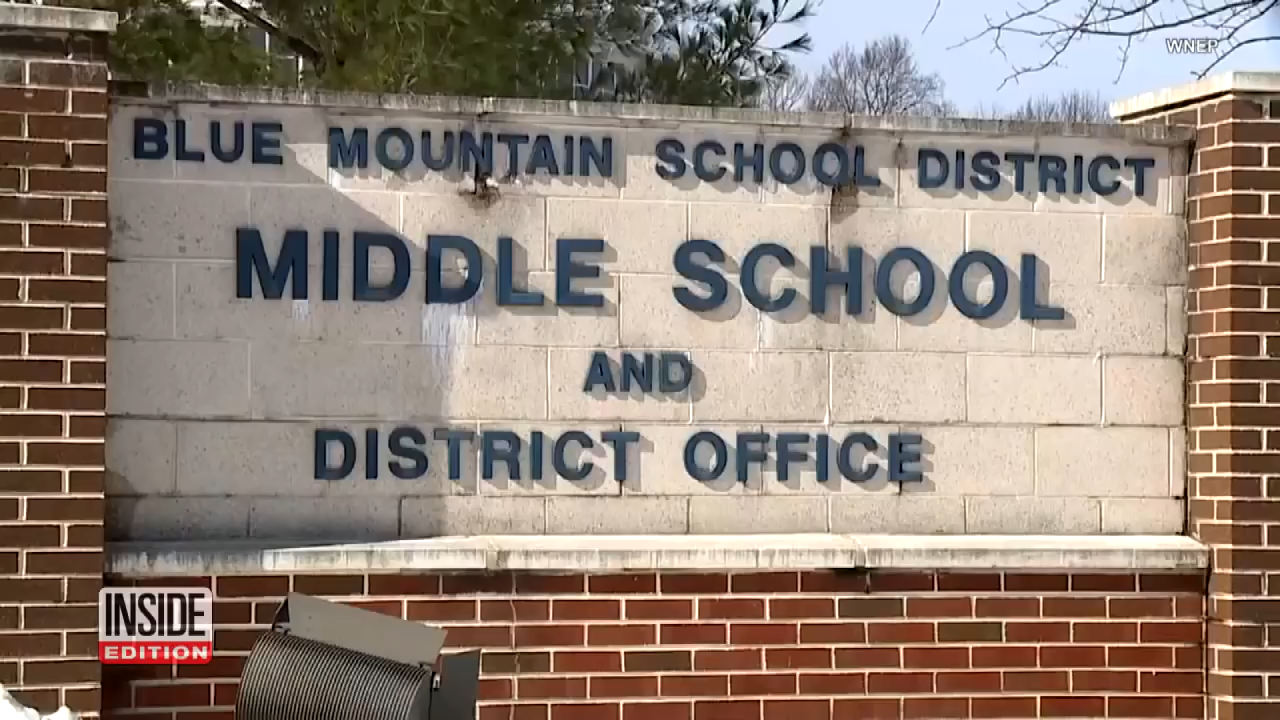 WNEP
BLUE MOUNTAIN SCHOOL DISTRICT
MIDDLE SCHOOL
AND
DISTRICT OFFICE
INSIDE
EDITION